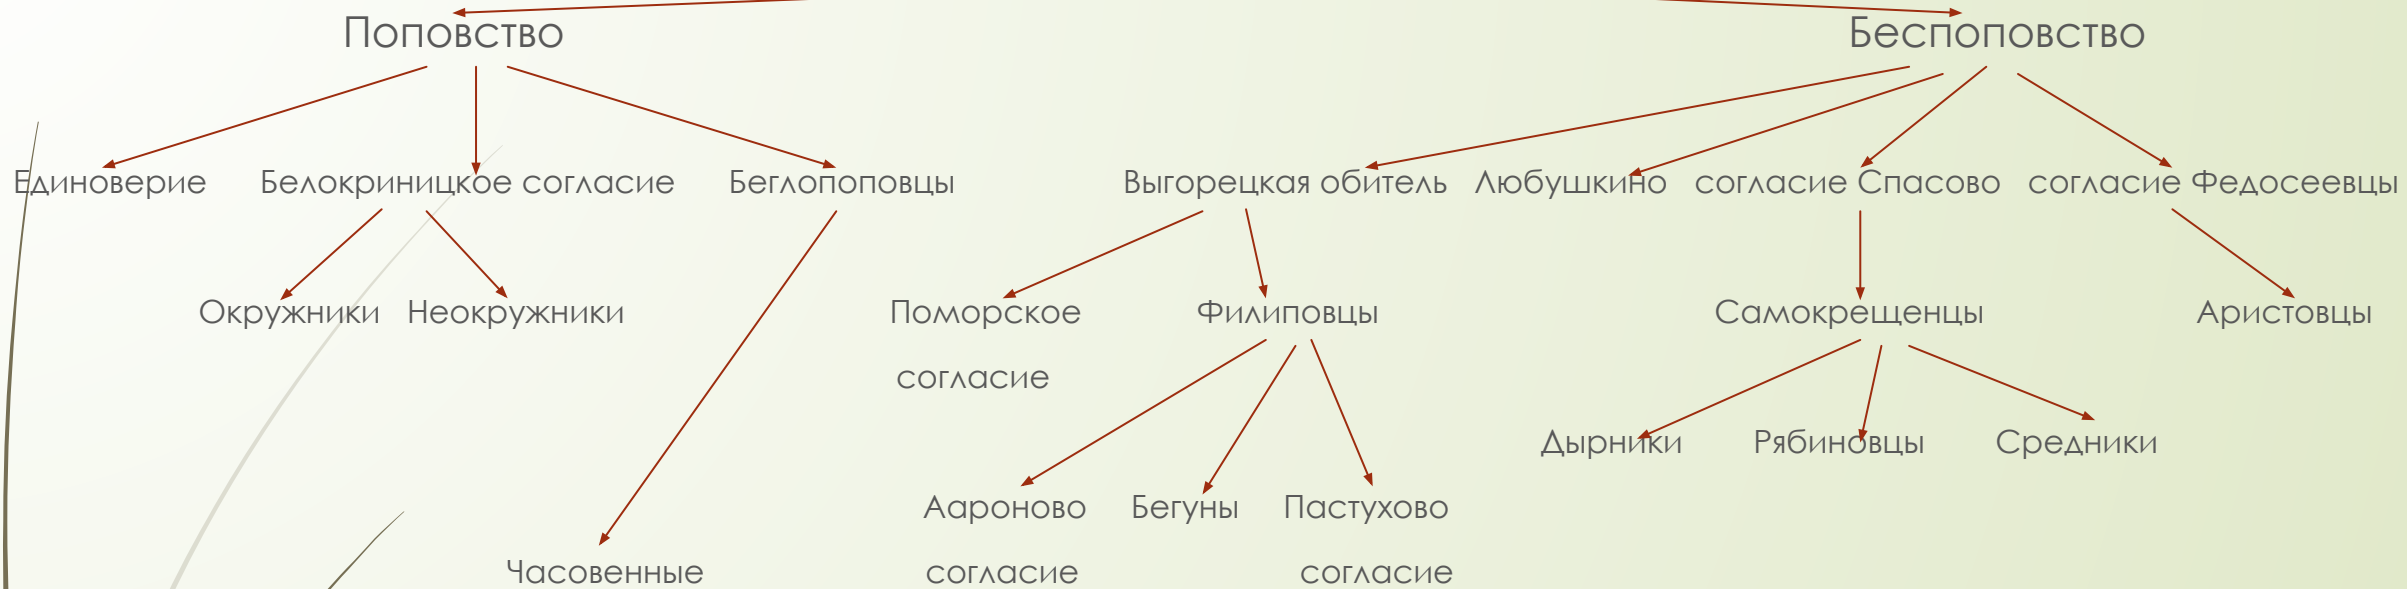 Поповство Беспоповство
Единоверие Белокриницкое согласие Беглопоповцы Выгорецкая обитель Любушкино согласие Спасово согласие Федосеевцы
Окружники Неокружники Поморское Филиповцы Самокрещенцы Аристовцы
согласие
Дырники Рябиновцы Средники
Аароново Бегуны Пастухово
Часовенные согласие согласие